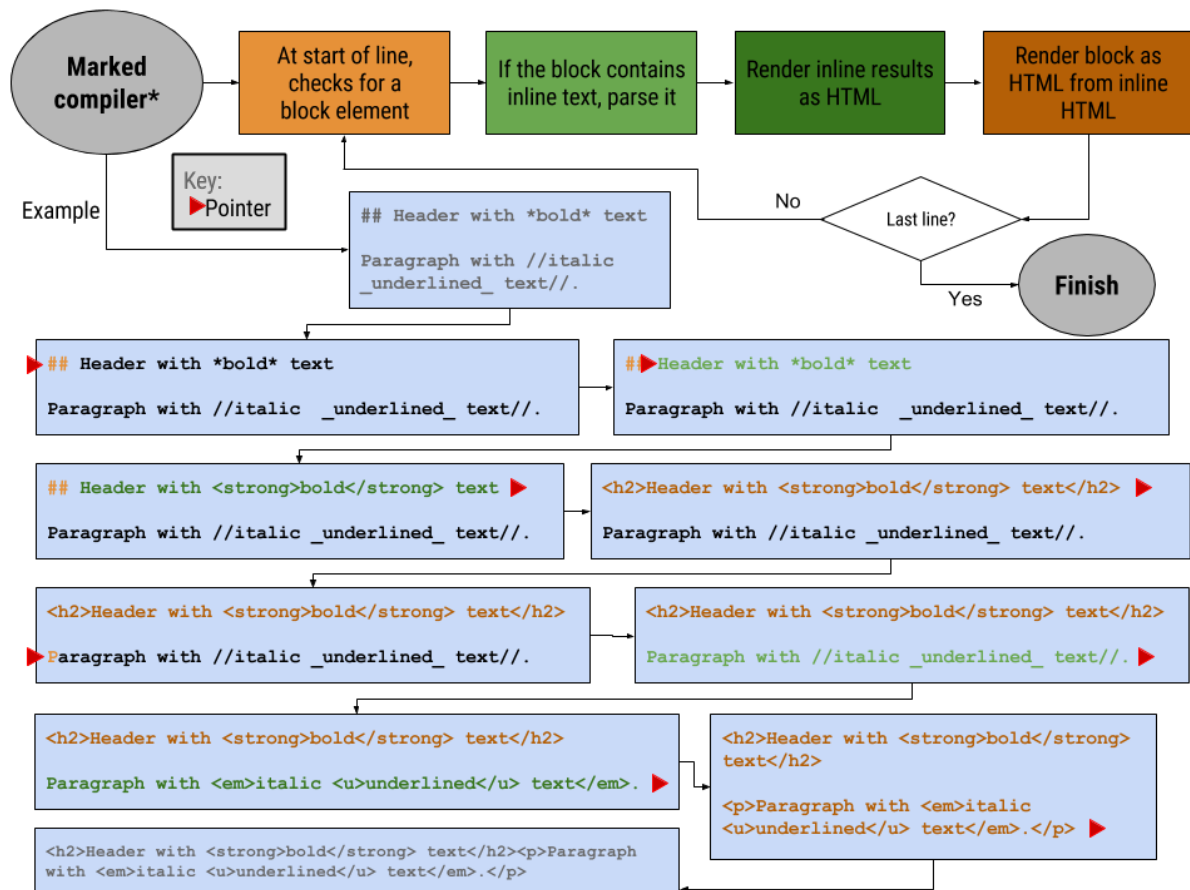 Marked
compiler*
At start of line,
checks for a
block element
If the block contains
inline text, parse it
Render inline results
as HTML
Render block as
HTML from inline
HTML
Key:
Pointer
Example
No
Last line?
Yes
Finish
## Header with *bold* text
Paragraph with //italic
_underlined_ text//.
## Header with *bold* text
Paragraph with //italic  _underlined_ text//.
## Header with *bold* text
Paragraph with //italic  _underlined_ text//.
## Header with <strong>bold</strong> text
Paragraph with //italic _underlined_ text//.
<h2>Header with <strong>bold</strong> text</h2>
Paragraph with //italic _underlined_ text//.
<h2>Header with <strong>bold</strong> text</h2>
Paragraph with //italic _underlined_ text//.
<h2>Header with <strong>bold</strong> text</h2>
Paragraph with //italic _underlined_ text//.
<h2>Header with <strong>bold</strong> text</h2>
Paragraph with <em>italic <u>underlined</u> text</em>.
<h2>Header with <strong>bold</strong>
text</h2>
<p>Paragraph with <em>italic
<u>underlined</u> text</em>.</p>
<h2>Header with <strong>bold</strong> text</h2><p>Paragraph
with <em>italic <u>underlined</u> text</em>.</p>